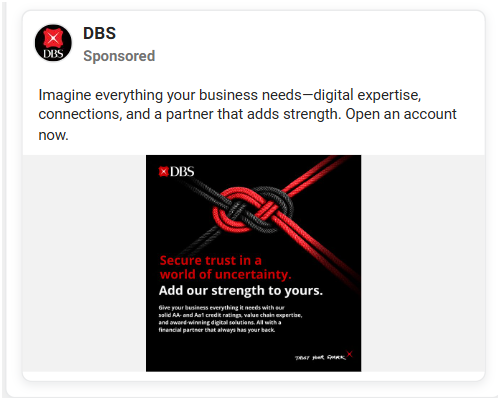 DBS
DBS
Sponsored
Imagine everything your business needs—digital expertise,
connections, and a partner that adds strength. Open an account
now.
DBS
Secure trust in a
world of uncertainty.
Add our strength to yours.
Give your business everything it needs with our
solid AA- and Aa1 credit ratings, value chain expertise,
and award-winning digital solutions. All with a
financial partner that always has your back.
TRUST YOUR SPARK.